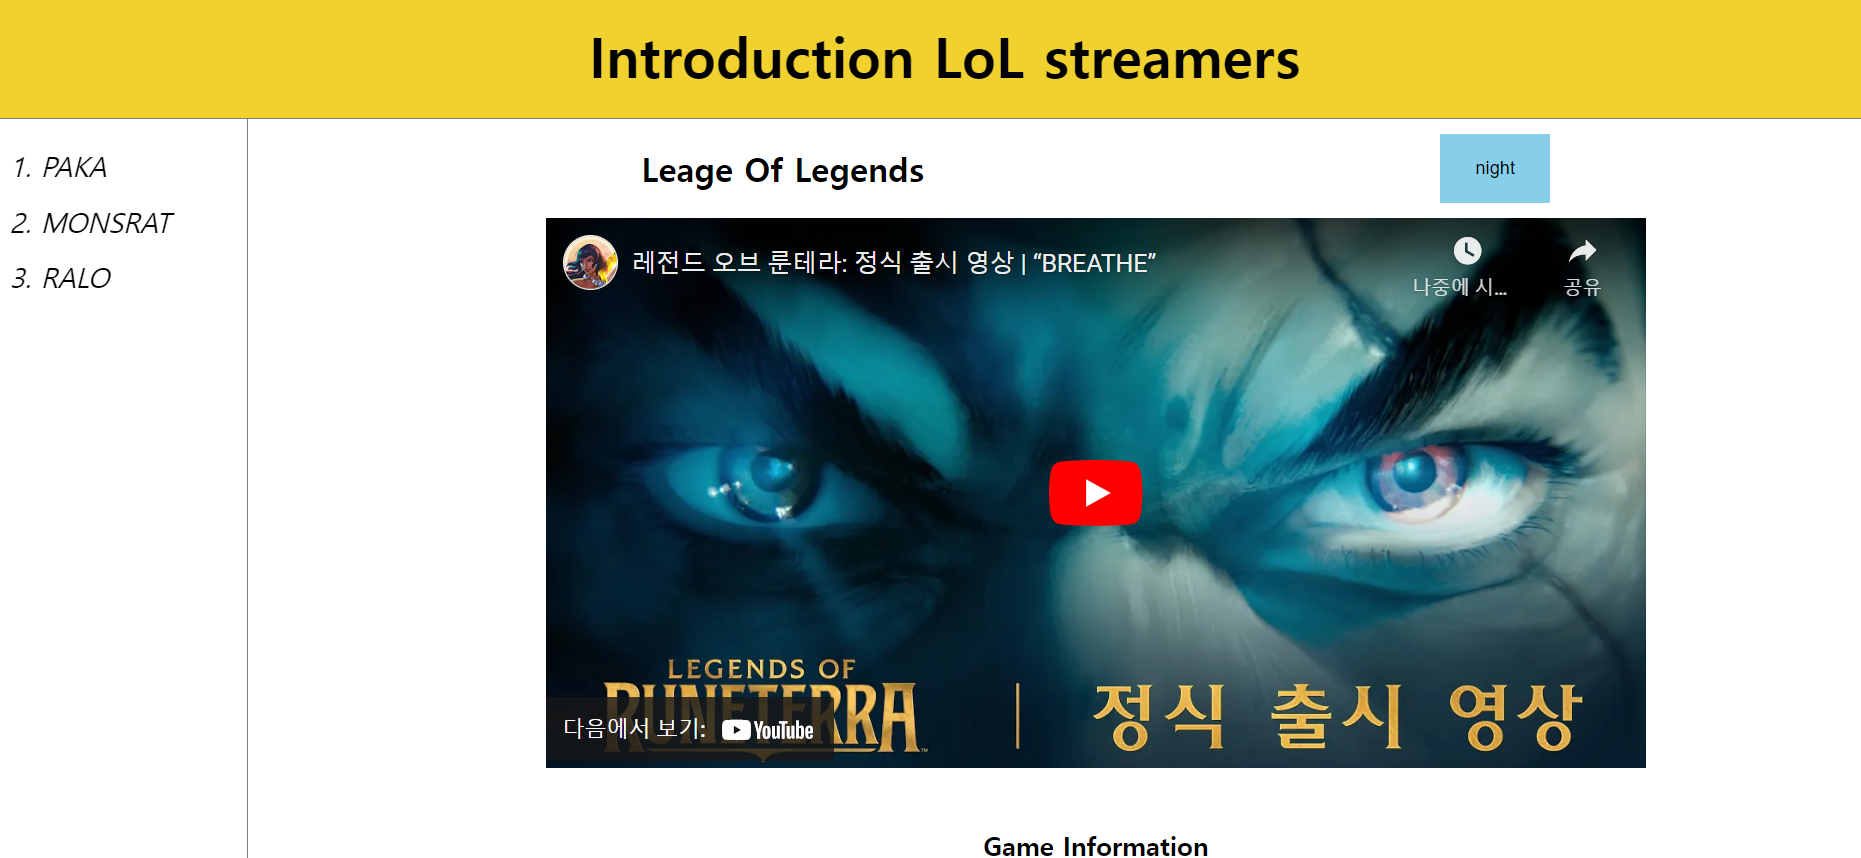 Introduction LoL streamers
1. PAKA
2. MONSRAT
3. RALO
Leage Of Legends
night
레전드 오브 룬테라: 정식 출시 영상 | “BREATHE”
나중에 시...
공유
LEGENDS OF
RUNETERRA™
정식 출시 영상
다음에서 보기: YouTube
Game Information